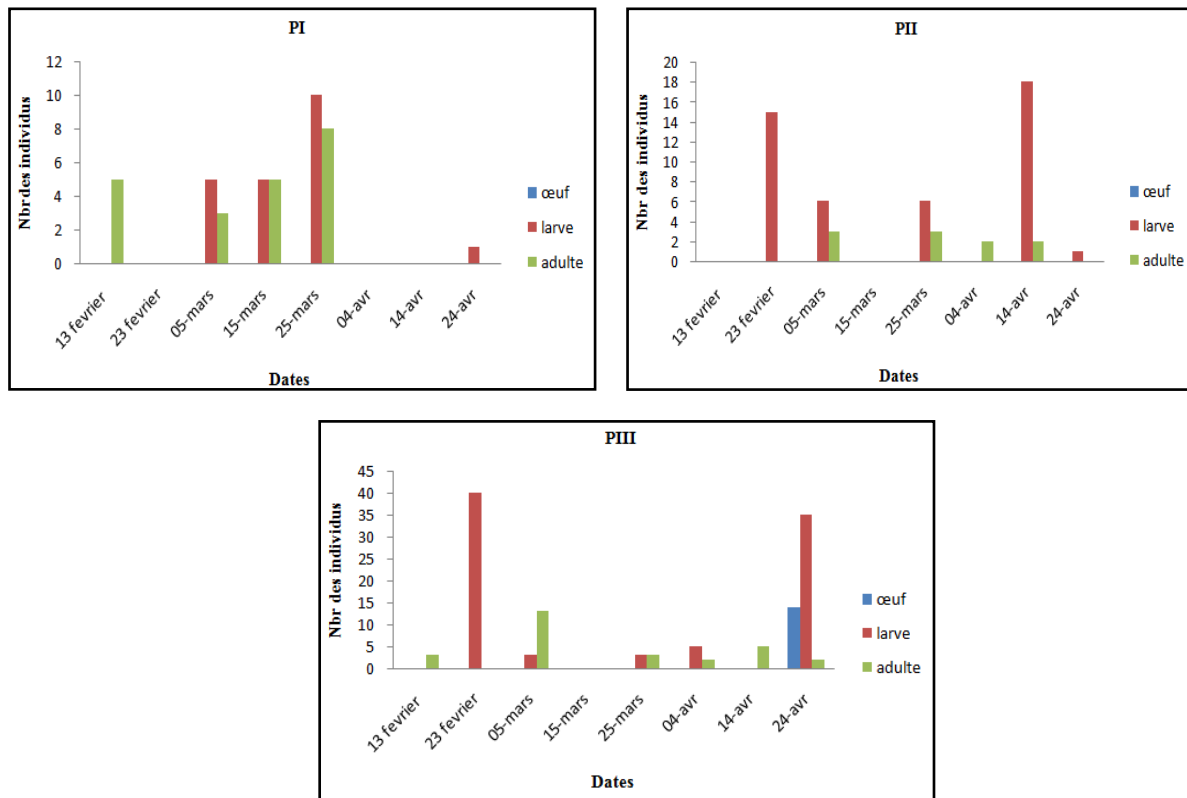 PI
Nbr des individus
12
10
8
6
4
2
0
13 fevrier
23 fevrier
05-mars
15-mars
25-mars
04-avr
14-avr
24-avr
Dates
œuf
larve
adulte
PII
Nbr des individus
20
18
16
14
12
10
8
6
4
2
0
13 fevrier
23 fevrier
05-mars
15-mars
25-mars
04-avr
14-avr
24-avr
Dates
œuf
larve
adulte
PIII
Nbr des individus
45
40
35
30
25
20
15
10
5
0
13 fevrier
23 fevrier
05-mars
15-mars
25-mars
04-avr
14-avr
24-avr
Dates
œuf
larve
adulte